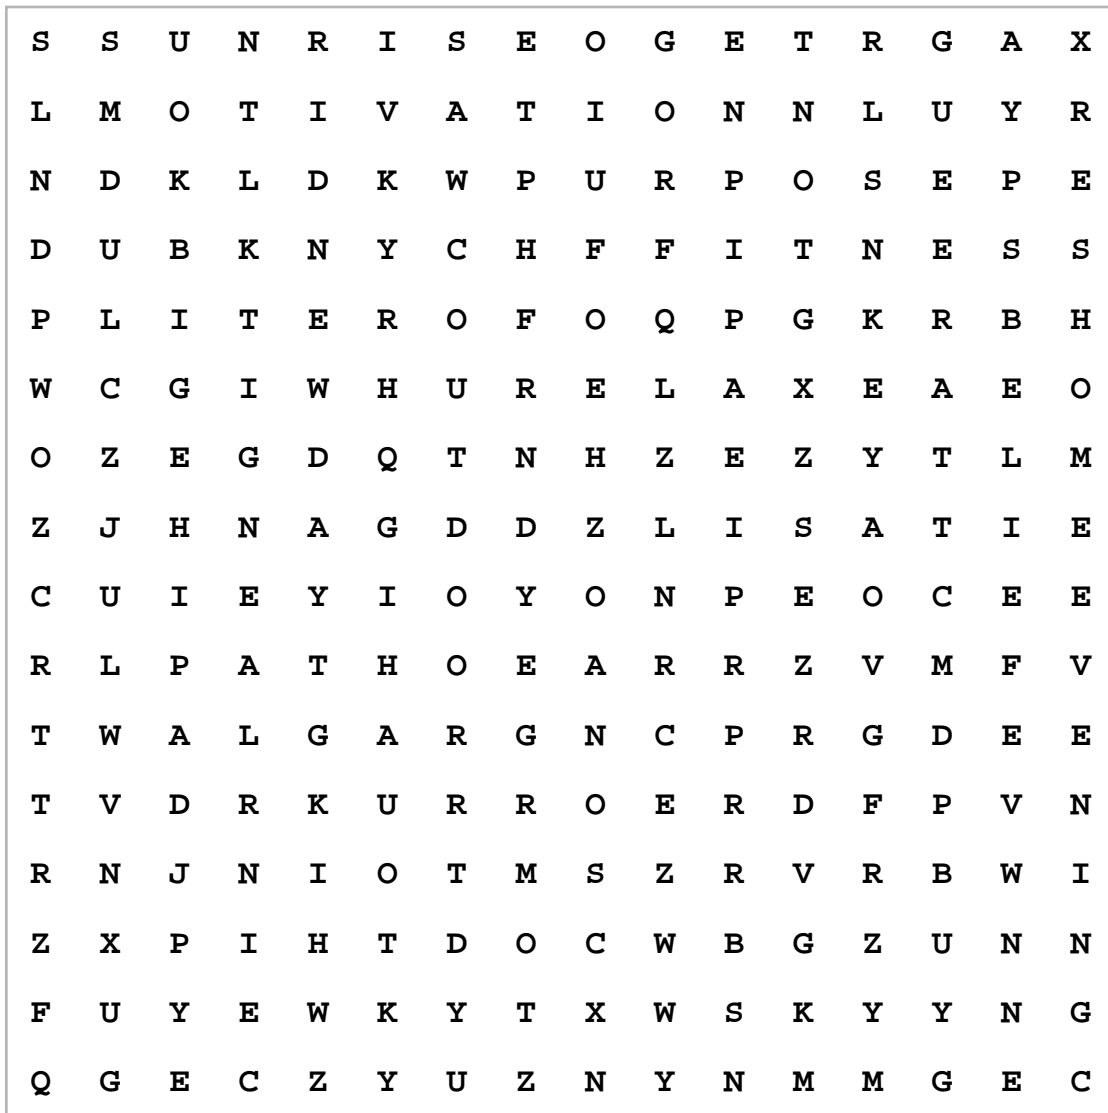 S S U N R I S E O G E T R G A X
L M O T I V A T I O N N L U Y R
N D K L D K W P U R P O S E P E
D U B K N Y C H F F I T N E S S
P L I T E R O F O Q P G K R B H
W C G I W H U R E L A X E A E O
O Z E G D Q T N H Z E Z Y T L M
Z J H N A G D D Z L I S A T I E
C U I E Y I O Y O N P E O C E E
R L P A T H O E A R R Z V M F V
T W A L G A R G N C P R G D E E
T V D R K U R R O E R D F P V N
R N J N I O T M S Z R V R B W I
Z X P I H T D O C W B G Z U N N
F U Y E W K Y T X W S K Y Y N G
Q G E C Z Y U Z N Y N M M G E C